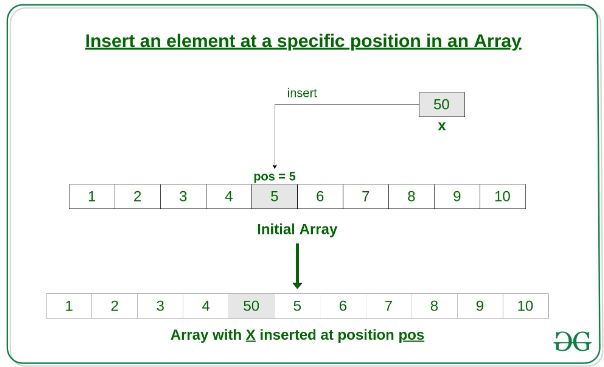 Insert an element at a specific position in an Array
insert
50
x
pos = 5
1 2 3 4 5 6 7 8 9 10
Initial Array
1 2 3 4 50 5 6 7 8 9 10
Array with X inserted at position pos